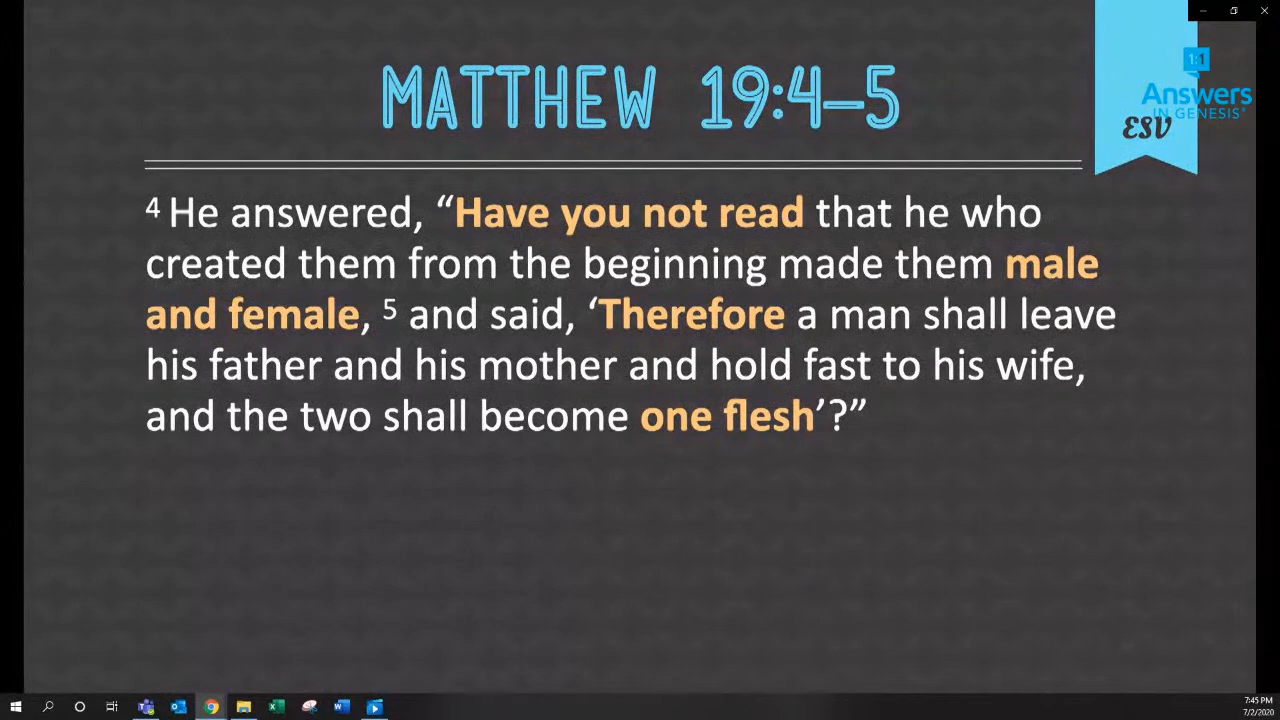 MATTHEW 19:4–5
1:1
Answers
IN GENESIS®
ESV
4 He answered, “Have you not read that he who
created them from the beginning made them male
and female, 5 and said, ‘Therefore a man shall leave
his father and his mother and hold fast to his wife,
and the two shall become one flesh’?”
7:45 PM
7/2/2020